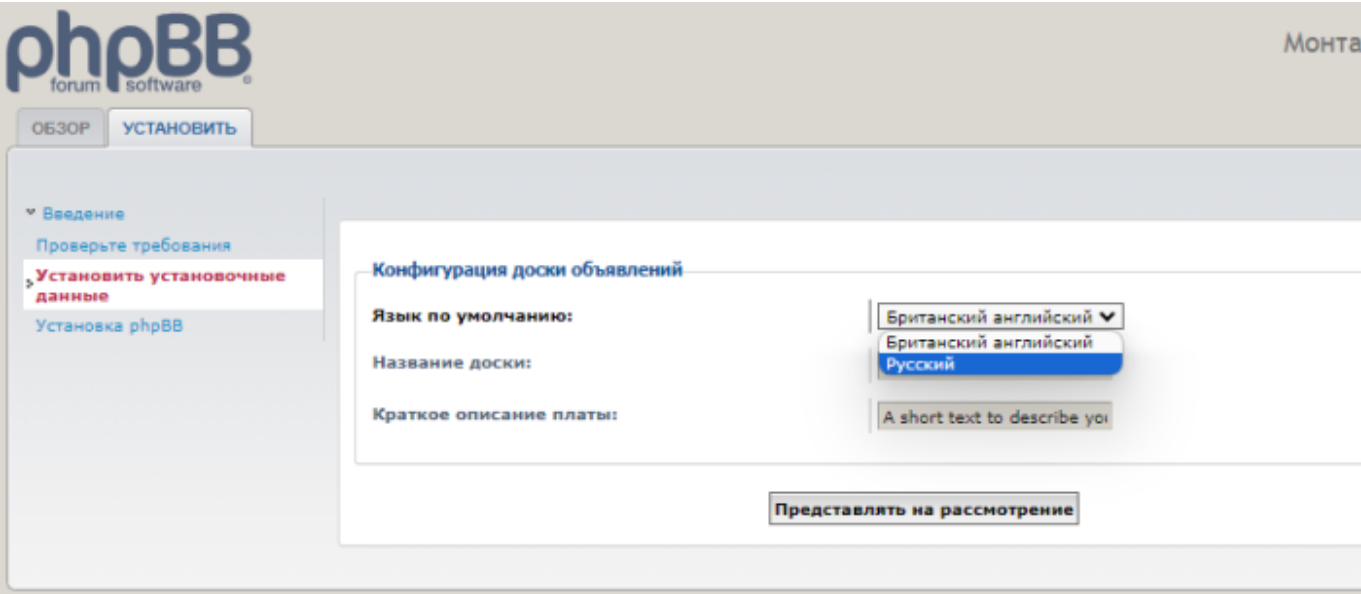 phpBB
forum software
Монта
ОБЗОР УСТАНОВИТЬ
Введение
Проверьте требования
Установить установочные
данные
Установка phpBB
Конфигурация доски объявлений
Язык по умолчанию:
Британский английский
Британский английский
Русский
Название доски:
Краткое описание платы:
A short text to describe you
Представлять на рассмотрение